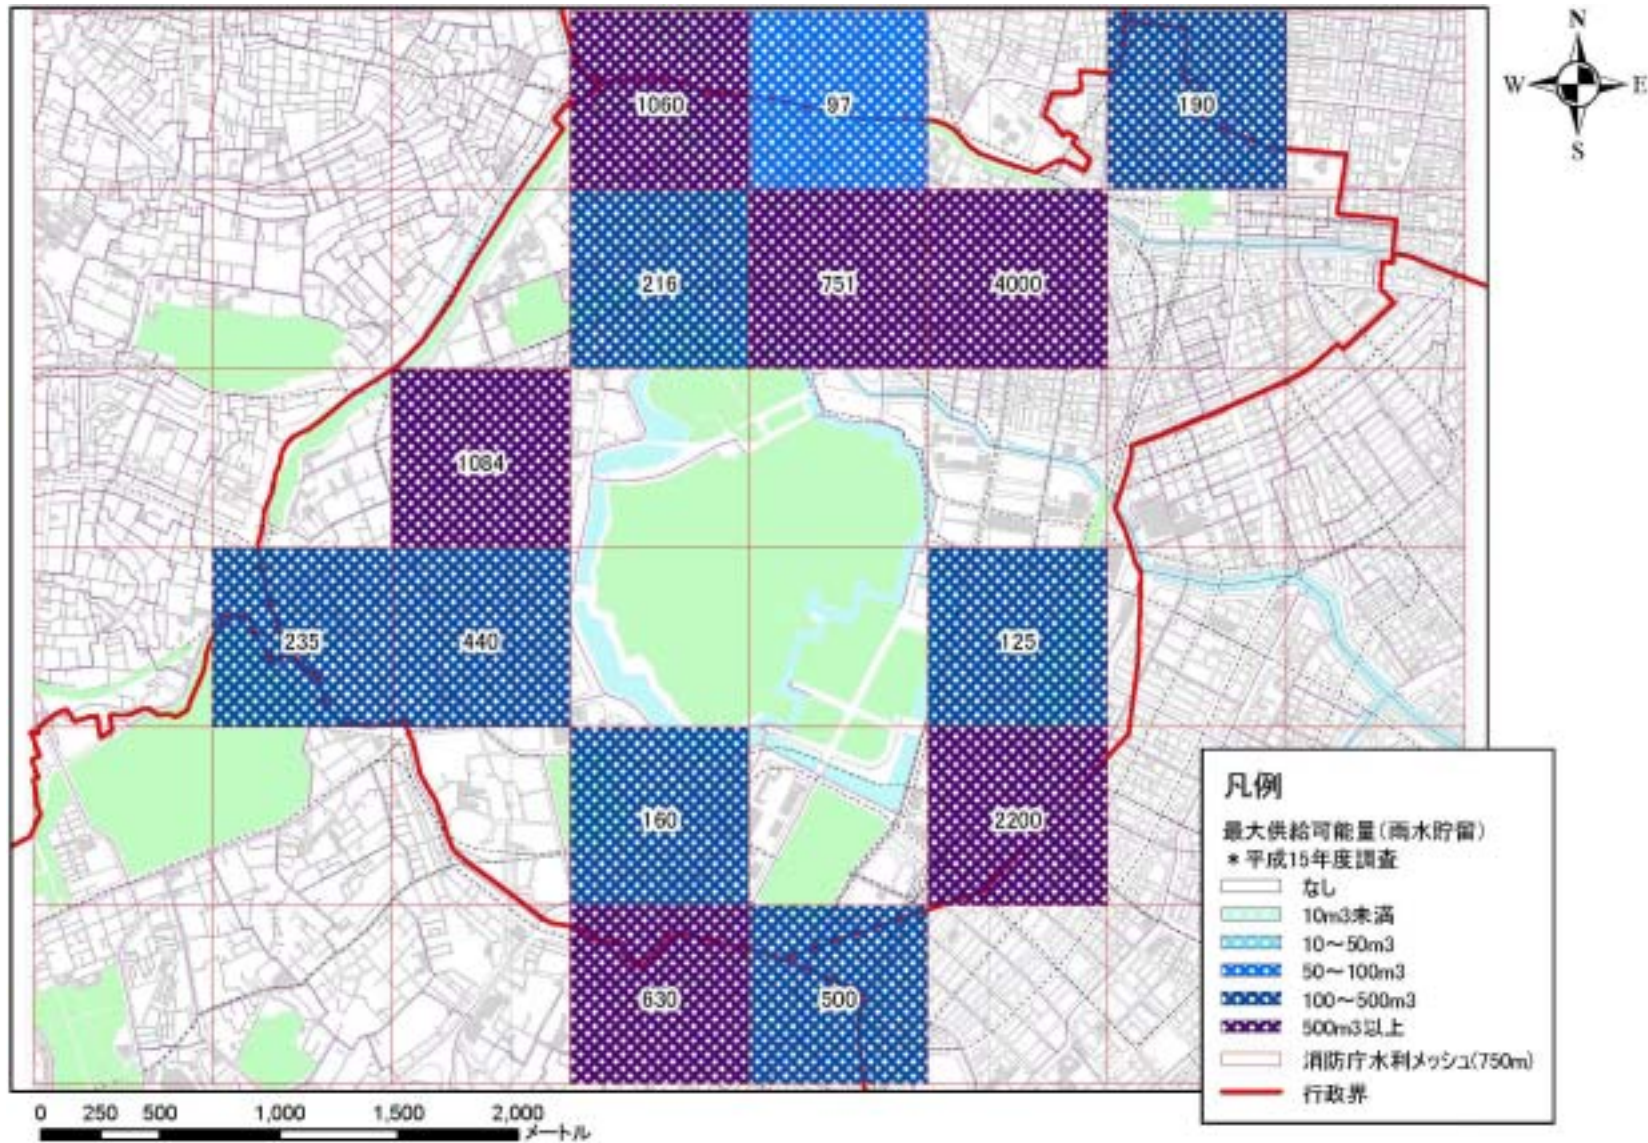 N
W E
S
1060
97
190
216
751
4000
1084
235
440
125
160
2200
630
500
凡例
最大供給可能量(雨水貯留)
*平成15年度調査
なし
10m3未満
10~50m3
50~100m3
100~500m3
500m3以上
消防庁水利メッシュ(750m)
行政界
0 250 500 1,000 1,500 2,000
メートル